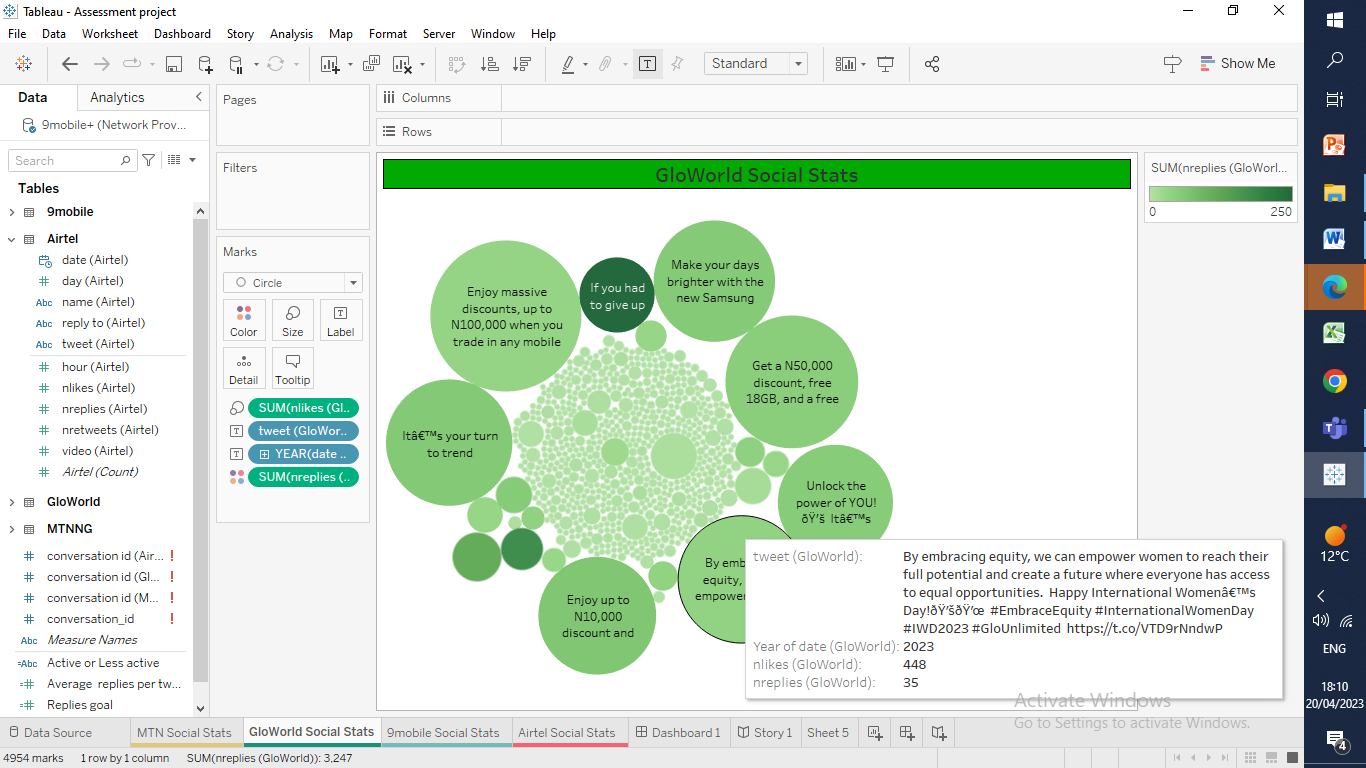 Tableau - Assessment project
File Data Worksheet Dashboard Story Analysis Map Format Server Window Help
Standard
Show Me
Data Analytics
9mobile+ (Network Prov...
Search
Tables
9mobile
Airtel
date (Airtel)
Abc
day (Airtel)
Abc name (Airtel)
Abc reply to (Airtel)
Abc tweet (Airtel)
hour (Airtel)
nlikes (Airtel)
nreplies (Airtel)
nretweets (Airtel)
video (Airtel)
Airtel (Count)
GloWorld
MTNNG
conversation id (Air... !
conversation id (Gl... !
conversation id (M... !
conversation_id !
Abc Measure Names
=Abc Active or Less active
=# Average replies per tw...
=# Replies goal
Pages
Filters
Marks
Circle
Color Size Label
Detail Tooltip
SUM(nlikes (Gl..
tweet (GloWor..
YEAR(date ..
SUM(nreplies (..
Columns
Rows
GloWorld Social Stats
Enjoy massive
discounts, up to
N100,000 when you
trade in any mobile
If you had
to give up
Make your days
brighter with the
new Samsung
Get a N50,000
discount, free
18GB, and a free
Itâ€™s your turn
to trend
Unlock the
power of YOU!
ðŸ’š Itâ€™s
By emb
equity,
empower
Enjoy up to
N10,000
discount and
tweet (GloWorld): By embracing equity, we can empower women to reach their
full potential and create a future where everyone has access
to equal opportunities. Happy International Womenâ€™s
Day!ðŸ’šðŸ’œ #EmbraceEquity #InternationalWomenDay
#IWD2023 #GloUnlimited https://t.co/VTD9rNndwP
Year of date (GloWorld): 2023
nlikes (GloWorld): 448
nreplies (GloWorld): 35
SUM(nreplies (GloWorl...
0 250
Activate Windows
Go to Settings to activate Windows.
Data Source MTN Social Stats GloWorld Social Stats 9mobile Social Stats Airtel Social Stats Dashboard 1 Story 1 Sheet 5
4954 marks 1 row by 1 column SUM(nreplies (GloWorld)): 3,247
12°C
ENG
18:10
20/04/2023
4